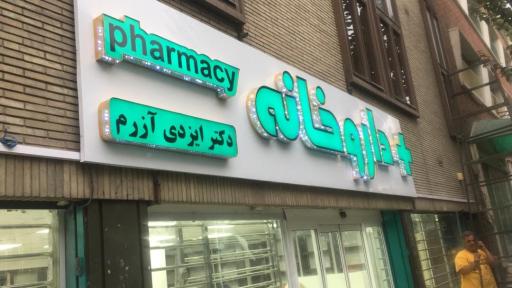 pharmacy
داروخانه
دکتر ایزدی آزرم